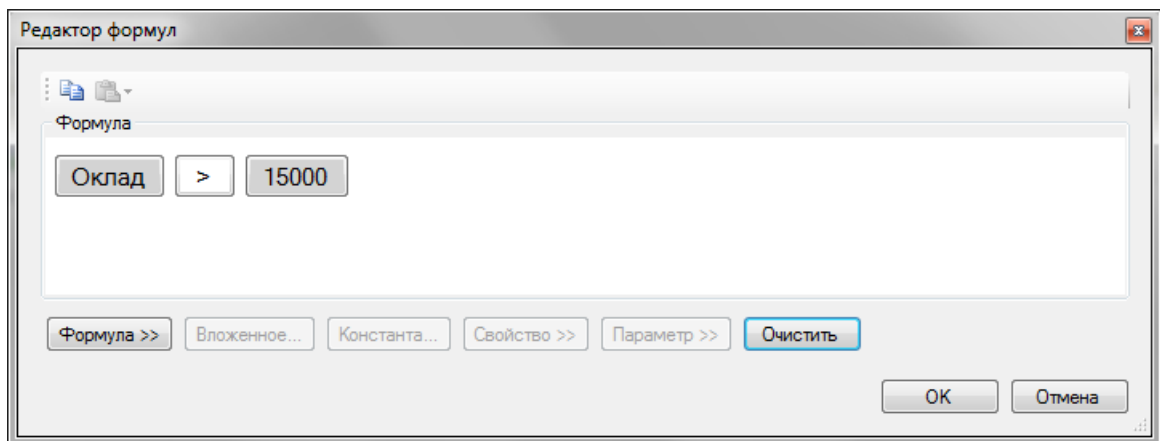 Редактор формул
Формула
Оклад > 15000
Формула >> Вложенное... Константа... Свойство >> Параметр >> Очистить
OK Отмена